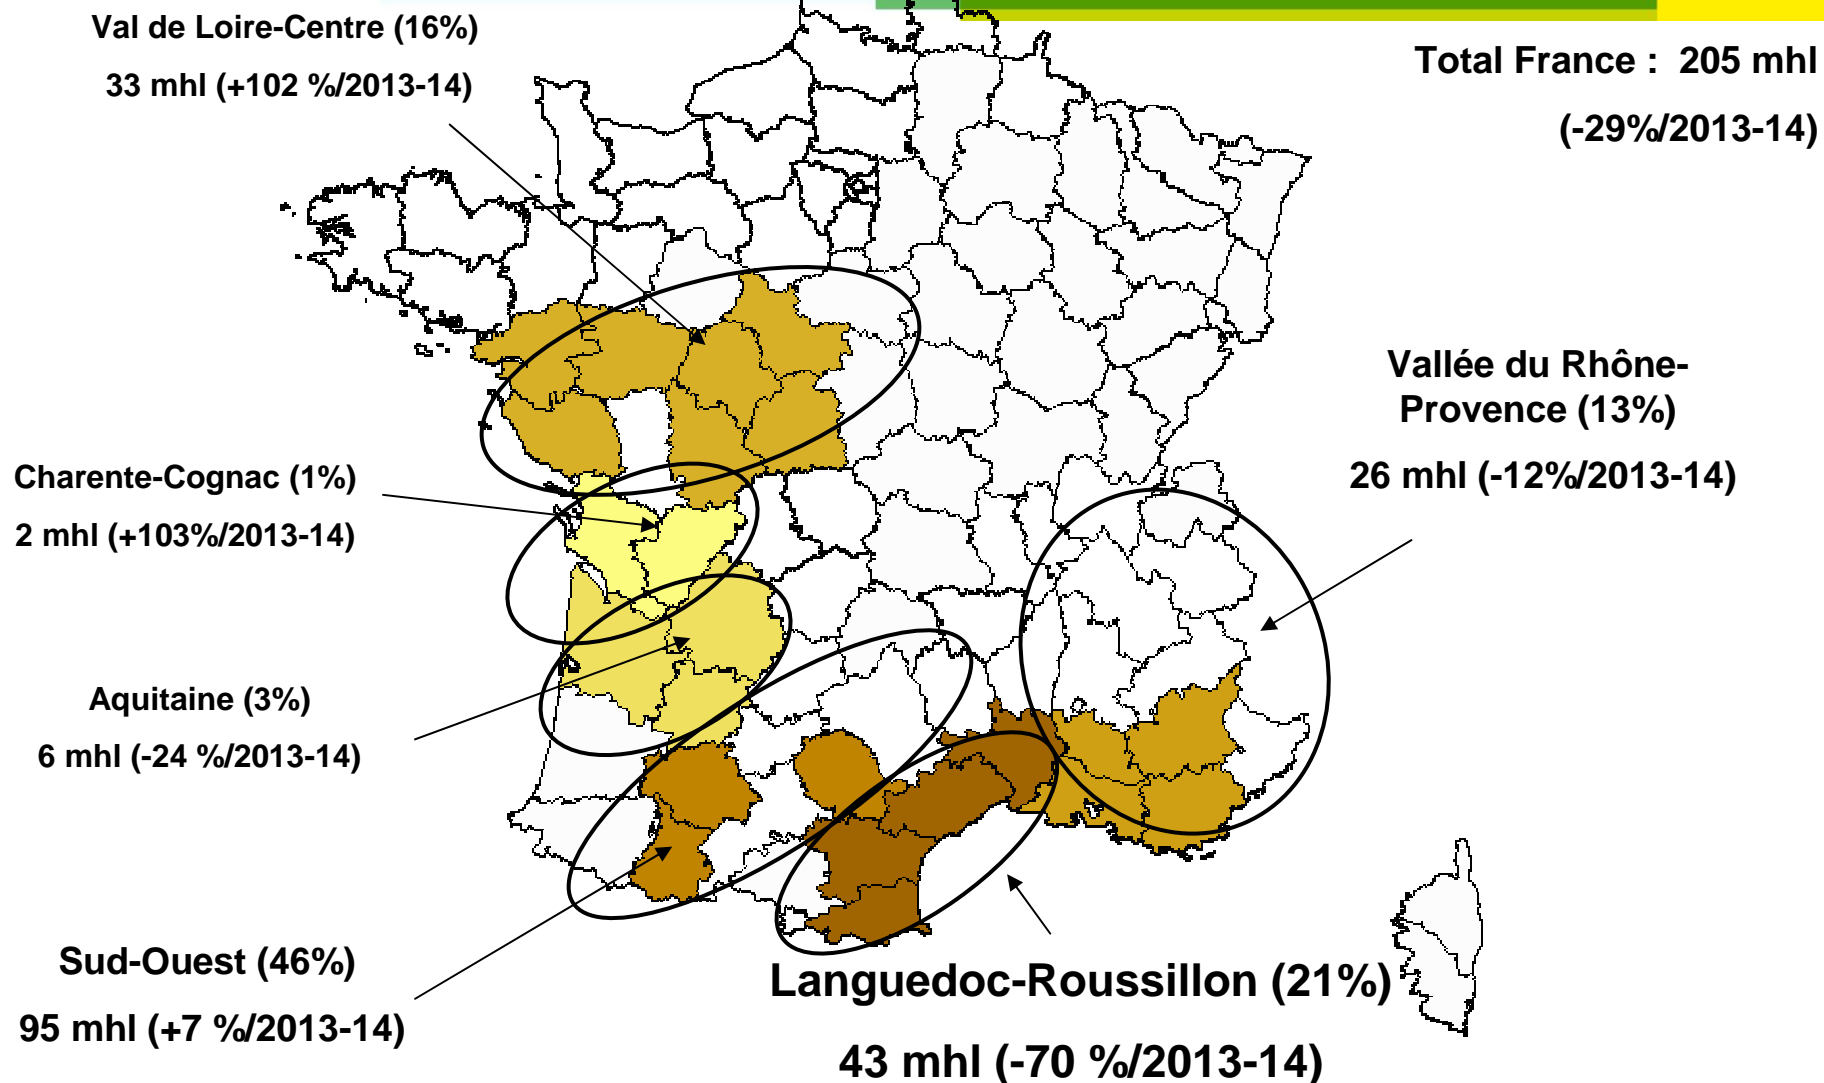 Val de Loire-Centre (16%)
33 mhl (+102 %/2013-14)
Total France :  205 mhl
(-29%/2013-14)
Vallée du Rhône-
Provence (13%)
26 mhl (-12%/2013-14)
Charente-Cognac (1%)
2 mhl (+103%/2013-14)
Aquitaine (3%)
6 mhl (-24 %/2013-14)
Sud-Ouest (46%)
95 mhl (+7 %/2013-14)
Languedoc-Roussillon (21%)
43 mhl (-70 %/2013-14)